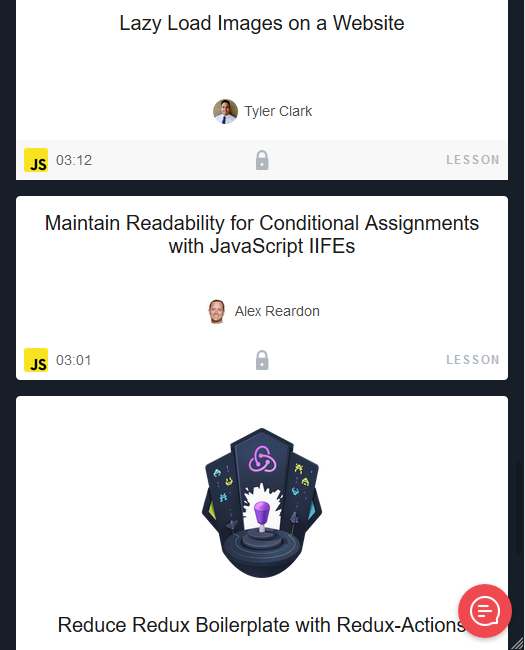 Lazy Load Images on a Website
Tyler Clark
JS 03:12 LESSON
Maintain Readability for Conditional Assignments
with JavaScript IIFEs
Alex Reardon
JS 03:01 LESSON
Reduce Redux Boilerplate with Redux-Actions